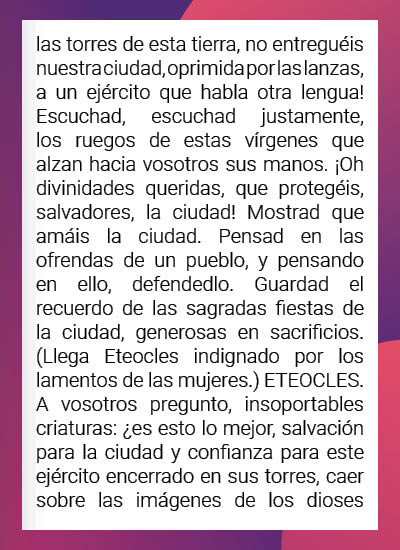 las torres de esta tierra, no entreguéis
nuestra ciudad, oprimida por las lanzas,
a un ejército que habla otra lengua!
Escuchad, escuchad justamente,
los ruegos de estas vírgenes que
alzan hacia vosotros sus manos. ¡Oh
divinidades queridas, que protegéis,
salvadores, la ciudad! Mostrad que
amáis la ciudad. Pensad en las
ofrendas de un pueblo, y pensando
en ello, defendedlo. Guardad el
recuerdo de las sagradas fiestas de
la ciudad, generosas en sacrificios.
(Llega Eteocles indignado por los
lamentos de las mujeres.) ETEOCLES.
A vosotros pregunto, insoportables
criaturas: ¿es esto lo mejor, salvación
para la ciudad y confianza para este
ejército encerrado en sus torres, caer
sobre las imágenes de los dioses